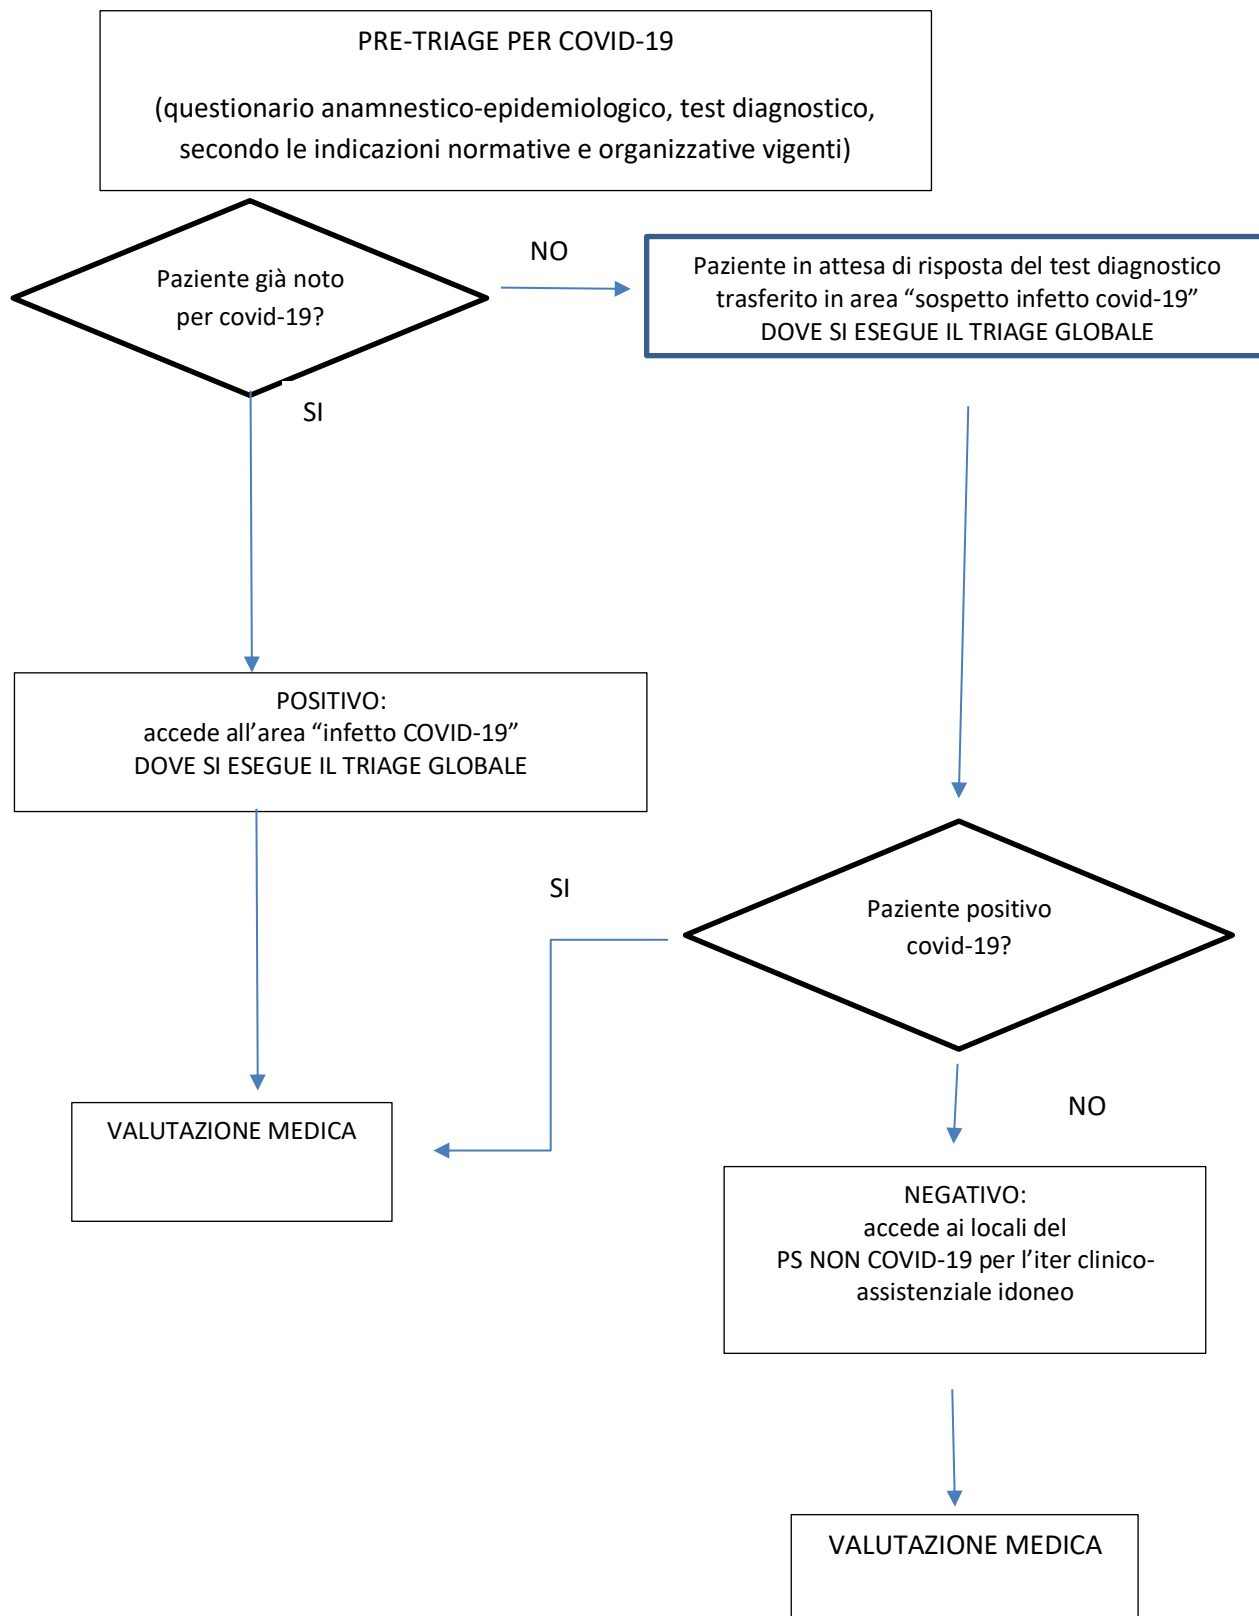 PRE-TRIAGE PER COVID-19
(questionario anamnestico-epidemiologico, test diagnostico,
secondo le indicazioni normative e organizzative vigenti)
Paziente già noto
per covid-19?
NO
Paziente in attesa di risposta del test diagnostico
trasferito in area “sospetto infetto covid-19”
DOVE SI ESEGUE IL TRIAGE GLOBALE
SI
POSITIVO:
accede all’area “infetto COVID-19”
DOVE SI ESEGUE IL TRIAGE GLOBALE
SI
Paziente positivo
covid-19?
VALUTAZIONE MEDICA
NO
NEGATIVO:
accede ai locali del
PS NON COVID-19 per l’iter clinico-
assistenziale idoneo
VALUTAZIONE MEDICA